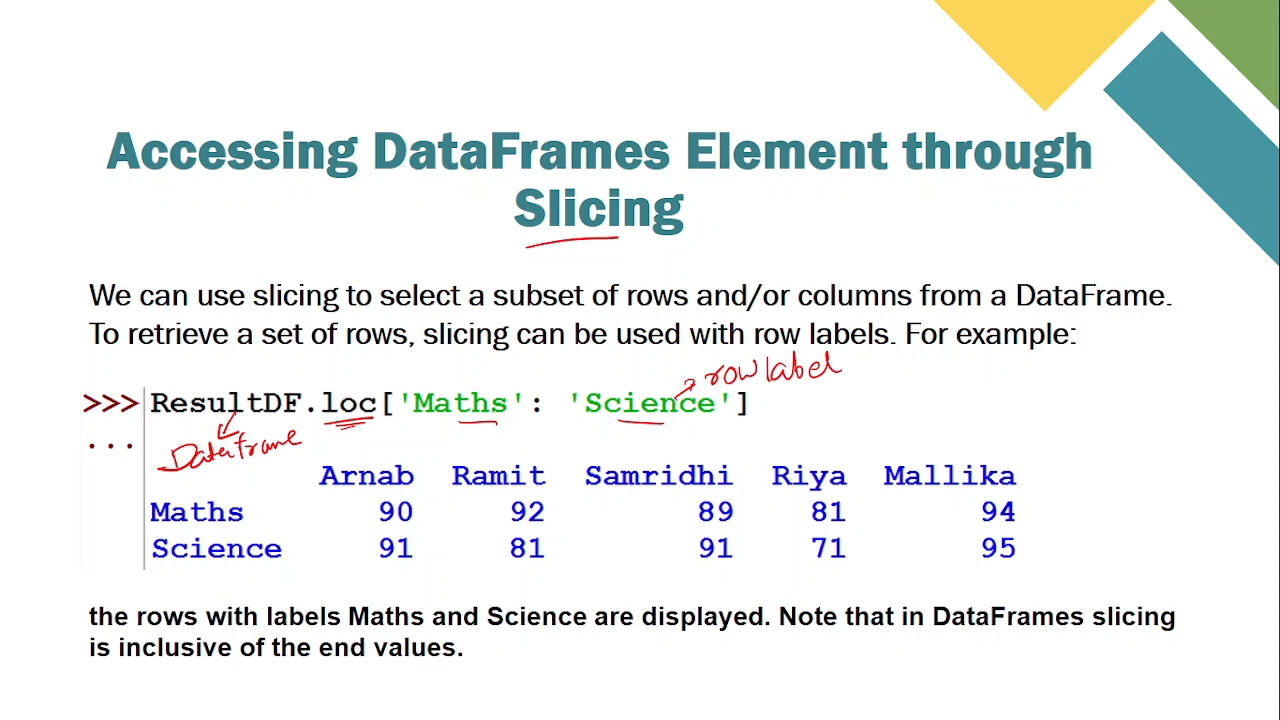 Accessing DataFrames Element through
Slicing
We can use slicing to select a subset of rows and/or columns from a DataFrame.
To retrieve a set of rows, slicing can be used with row labels. For example:
row label
>>> ResultDF.loc['Maths': 'Science']
...
Dataframe
Arnab Ramit Samridhi Riya Mallika
Maths 90 92 89 81 94
Science 91 81 91 71 95
the rows with labels Maths and Science are displayed. Note that in DataFrames slicing
is inclusive of the end values.